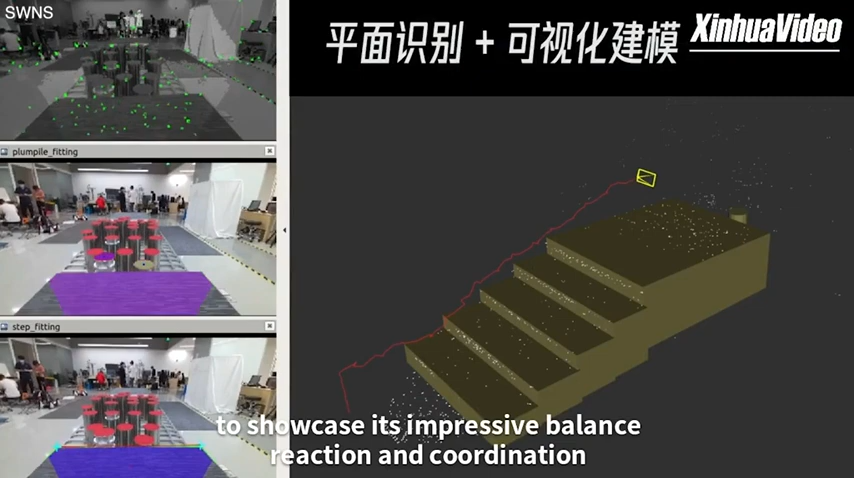 SWNS
平面识别 + 可视化建模
XinhuaVideo
plumpile_fitting
step_fitting
to showcase its impressive balance
reaction and coordination